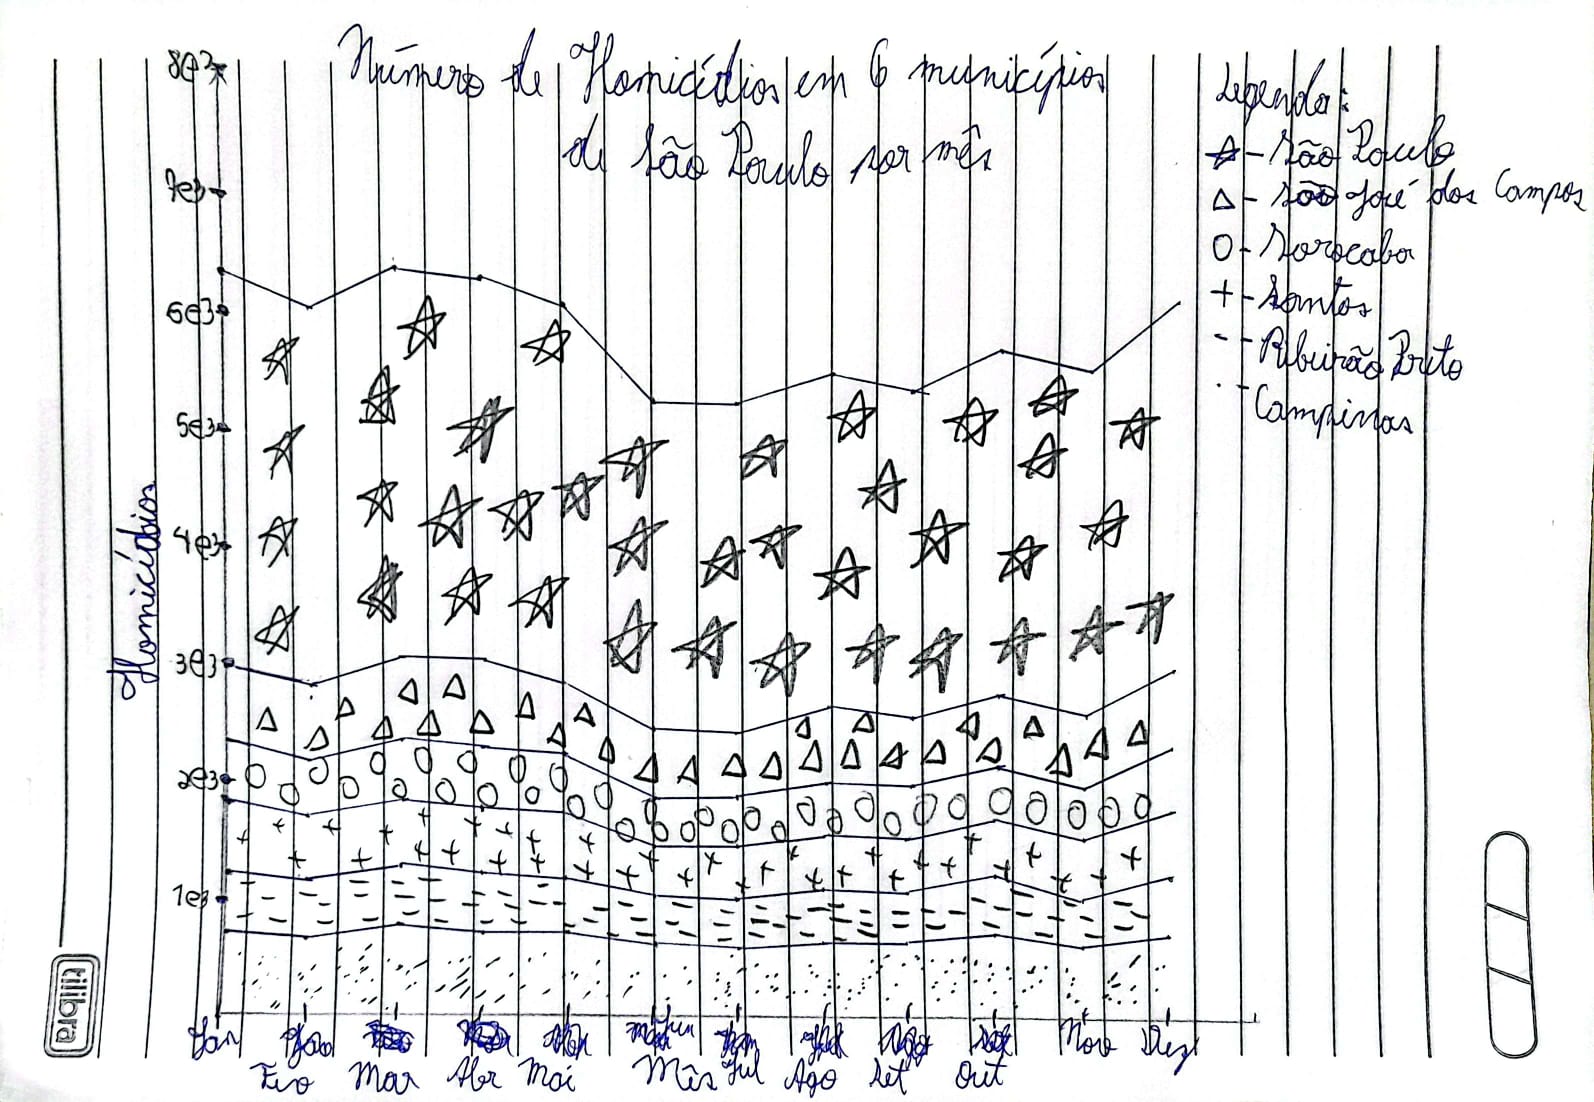 Número de Homicídios em 6 municípios
de São Paulo por mês
Legenda:
- São Paulo
- São José dos Campos
- Sorocaba
- Santos
- Ribeirão Preto
- Campinas
8e3
7e3
6e3
5e3
4e3
3e3
2e3
1e3
Homicídios
Jan Nov Dez
Fev Mar Abr Mai Jun Jul Ago Set Out
Mês
tilibra